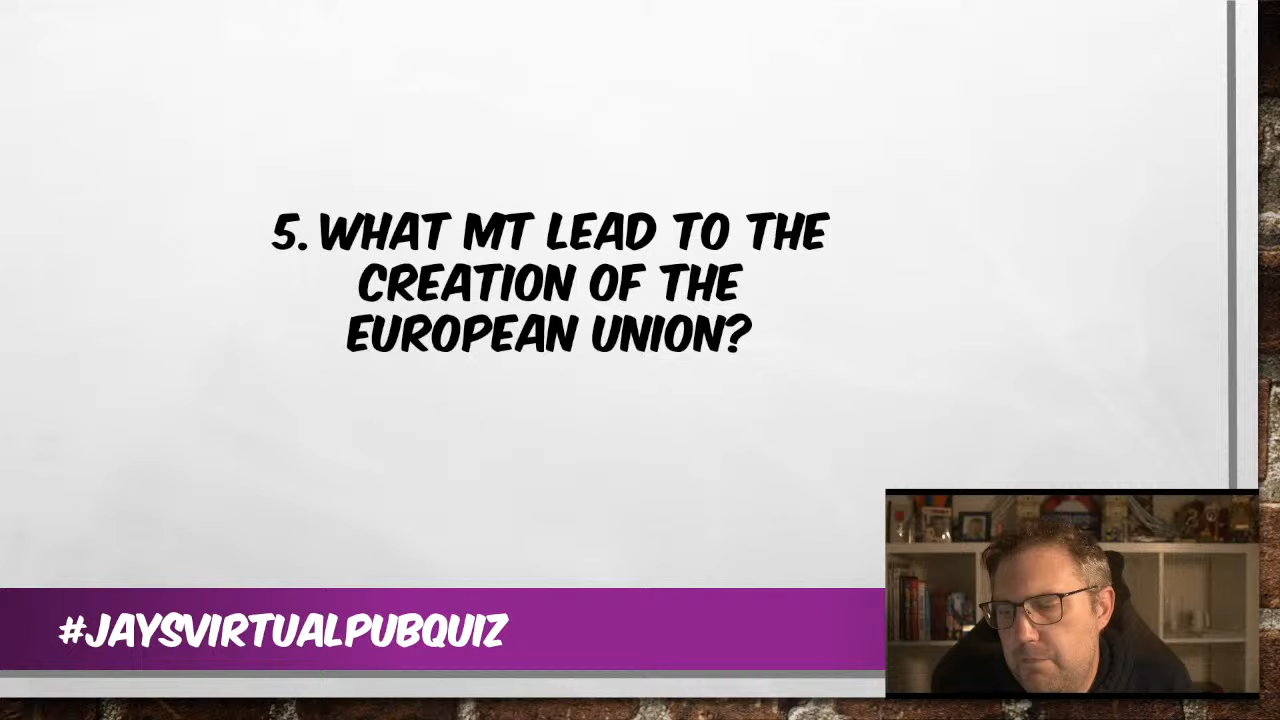 5. WHAT MT LEAD TO THE
CREATION OF THE
EUROPEAN UNION?
#JAYSVIRTUALPUBQUIZ